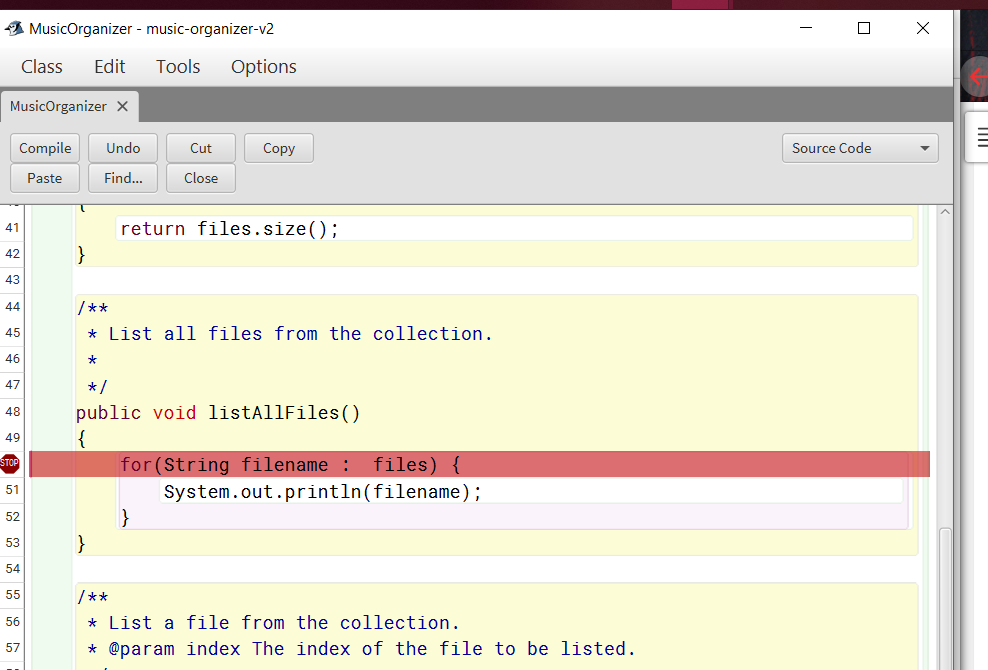 MusicOrganizer - music-organizer-v2
Class Edit Tools Options
MusicOrganizer
Compile Undo Cut Copy Source Code
Paste Find... Close
{
41 return files.size();
42 }
43
44 /**
45 * List all files from the collection.
46 *
47 */
48 public void listAllFiles()
49 {
STOP for(String filename :  files) {
51 System.out.println(filename);
52 }
53 }
54
55 /**
56 * List a file from the collection.
57 * @param index The index of the file to be listed.